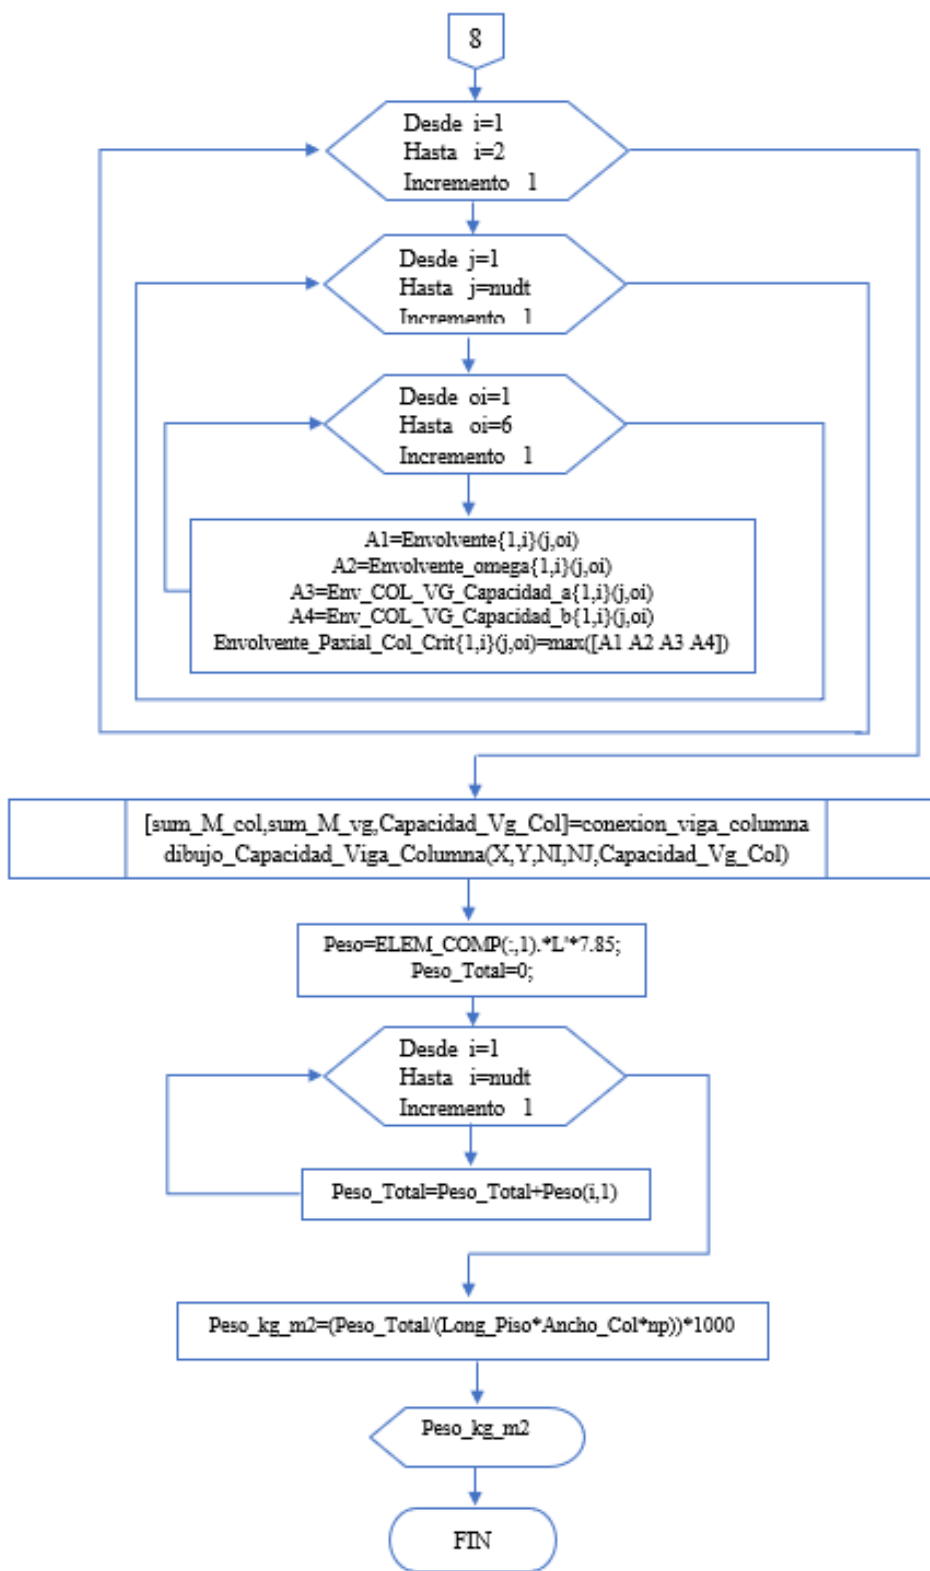 8
Desde i=1
Hasta i=2
Incremento 1
Desde j=1
Hasta j=nudt
Incremento 1
Desde oi=1
Hasta oi=6
Incremento 1
A1=Envolvente{1,i}(j,oi)
A2=Envolvente_omega{1,i}(j,oi)
A3=Env_COL_VG_Capacidad_a{1,i}(j,oi)
A4=Env_COL_VG_Capacidad_b{1,i}(j,oi)
Envolvente_Paxial_Col_Crit{1,i}(j,oi)=max([A1 A2 A3 A4])
[sum_M_col,sum_M_vg,Capacidad_Vg_Col]=conexion_viga_columna
dibujo_Capacidad_Viga_Columna(X,Y,NI,NJ,Capacidad_Vg_Col)
Peso=ELEM_COMP(:,1).*L'*7.85;
Peso_Total=0;
Desde i=1
Hasta i=nudt
Incremento 1
Peso_Total=Peso_Total+Peso(i,1)
Peso_kg_m2=(Peso_Total/(Long_Piso*Ancho_Col*np))*1000
Peso_kg_m2
FIN